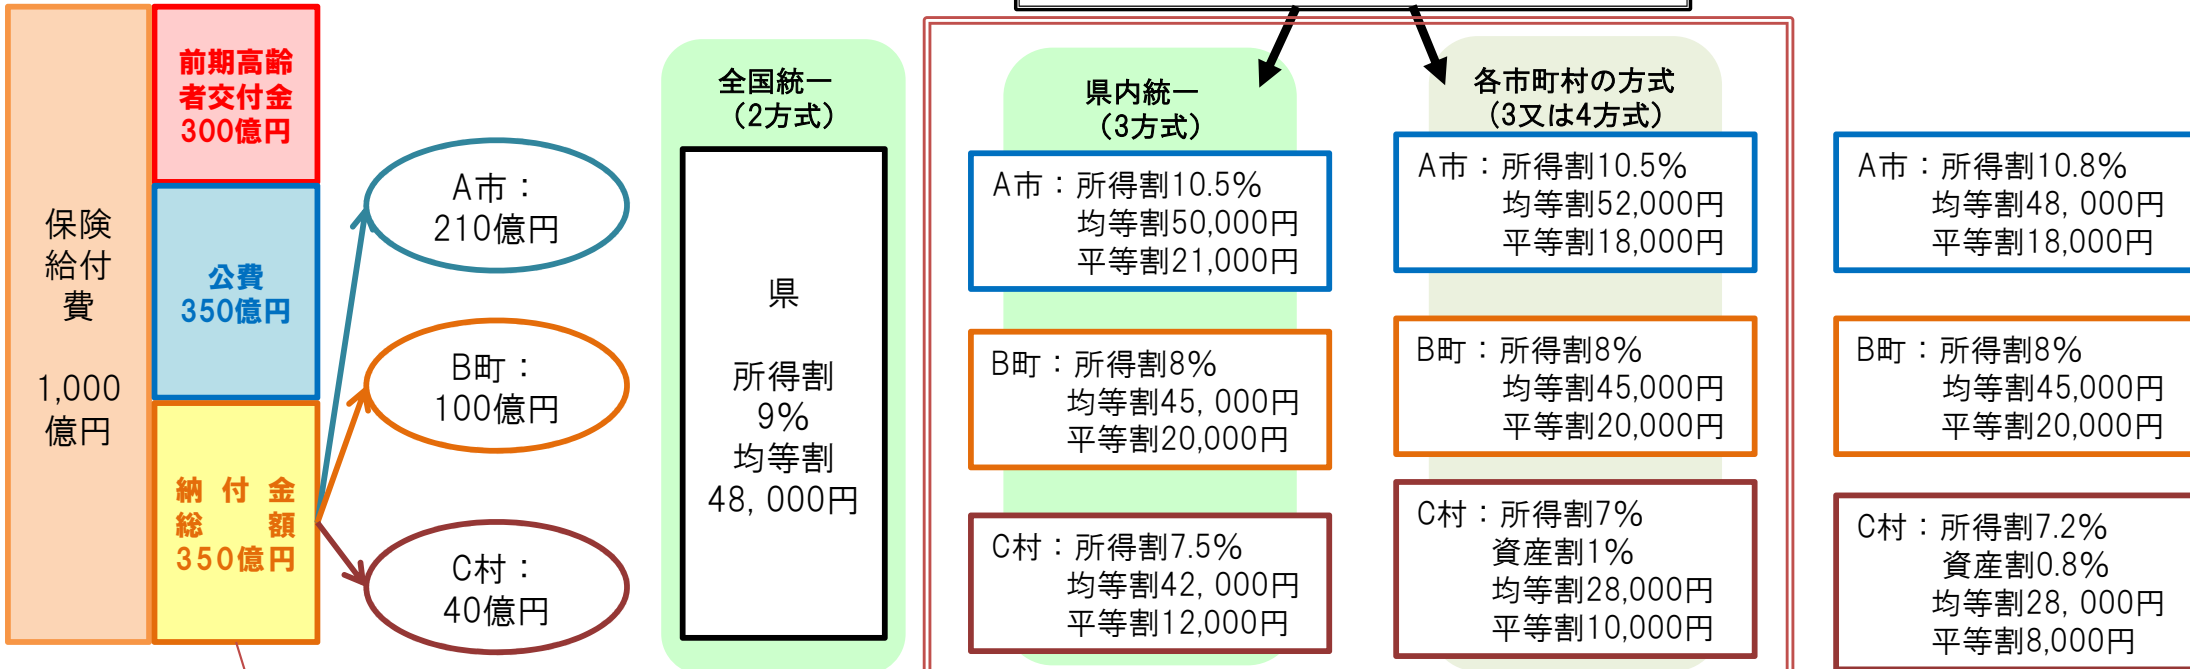 保険
給付
費
1,000
億円
前期高齢
者交付金
300億円
公費
350億円
納 付 金
総 額
350億円
A市：
210億円
B町：
100億円
C村：
40億円
全国統一
（2方式）
県
所得割
9%
均等割
48,000円
県内統一
（3方式）
A市：所得割10.5%
均等割50,000円
平等割21,000円
B町：所得割8%
均等割45,000円
平等割20,000円
C村：所得割7.5%
均等割42,000円
平等割12,000円
各市町村の方式
（3又は4方式）
A市：所得割10.5%
均等割52,000円
平等割18,000円
B町：所得割8%
均等割45,000円
平等割20,000円
C村：所得割7%
資産割1%
均等割28,000円
平等割10,000円
A市：所得割10.8%
均等割48,000円
平等割18,000円
B町：所得割8%
均等割45,000円
平等割20,000円
C村：所得割7.2%
資産割0.8%
均等割28,000円
平等割8,000円